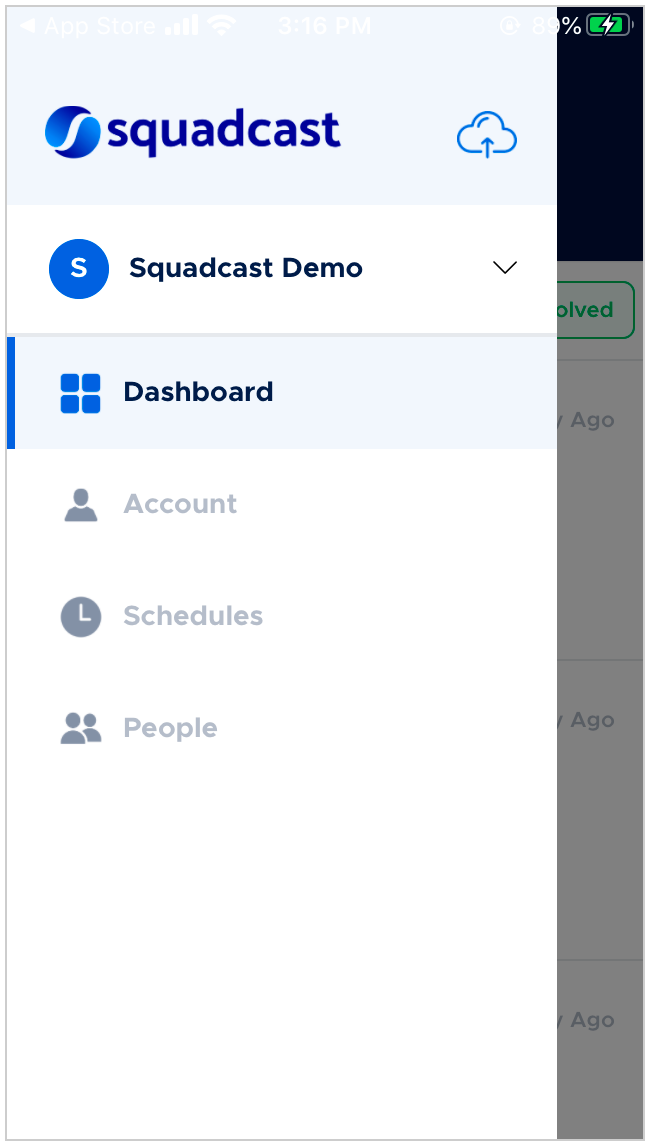 App Store 3:16 PM 89%
squadcast
S Squadcast Demo
olved
Dashboard
y Ago
Account
Schedules
People
y Ago
y Ago